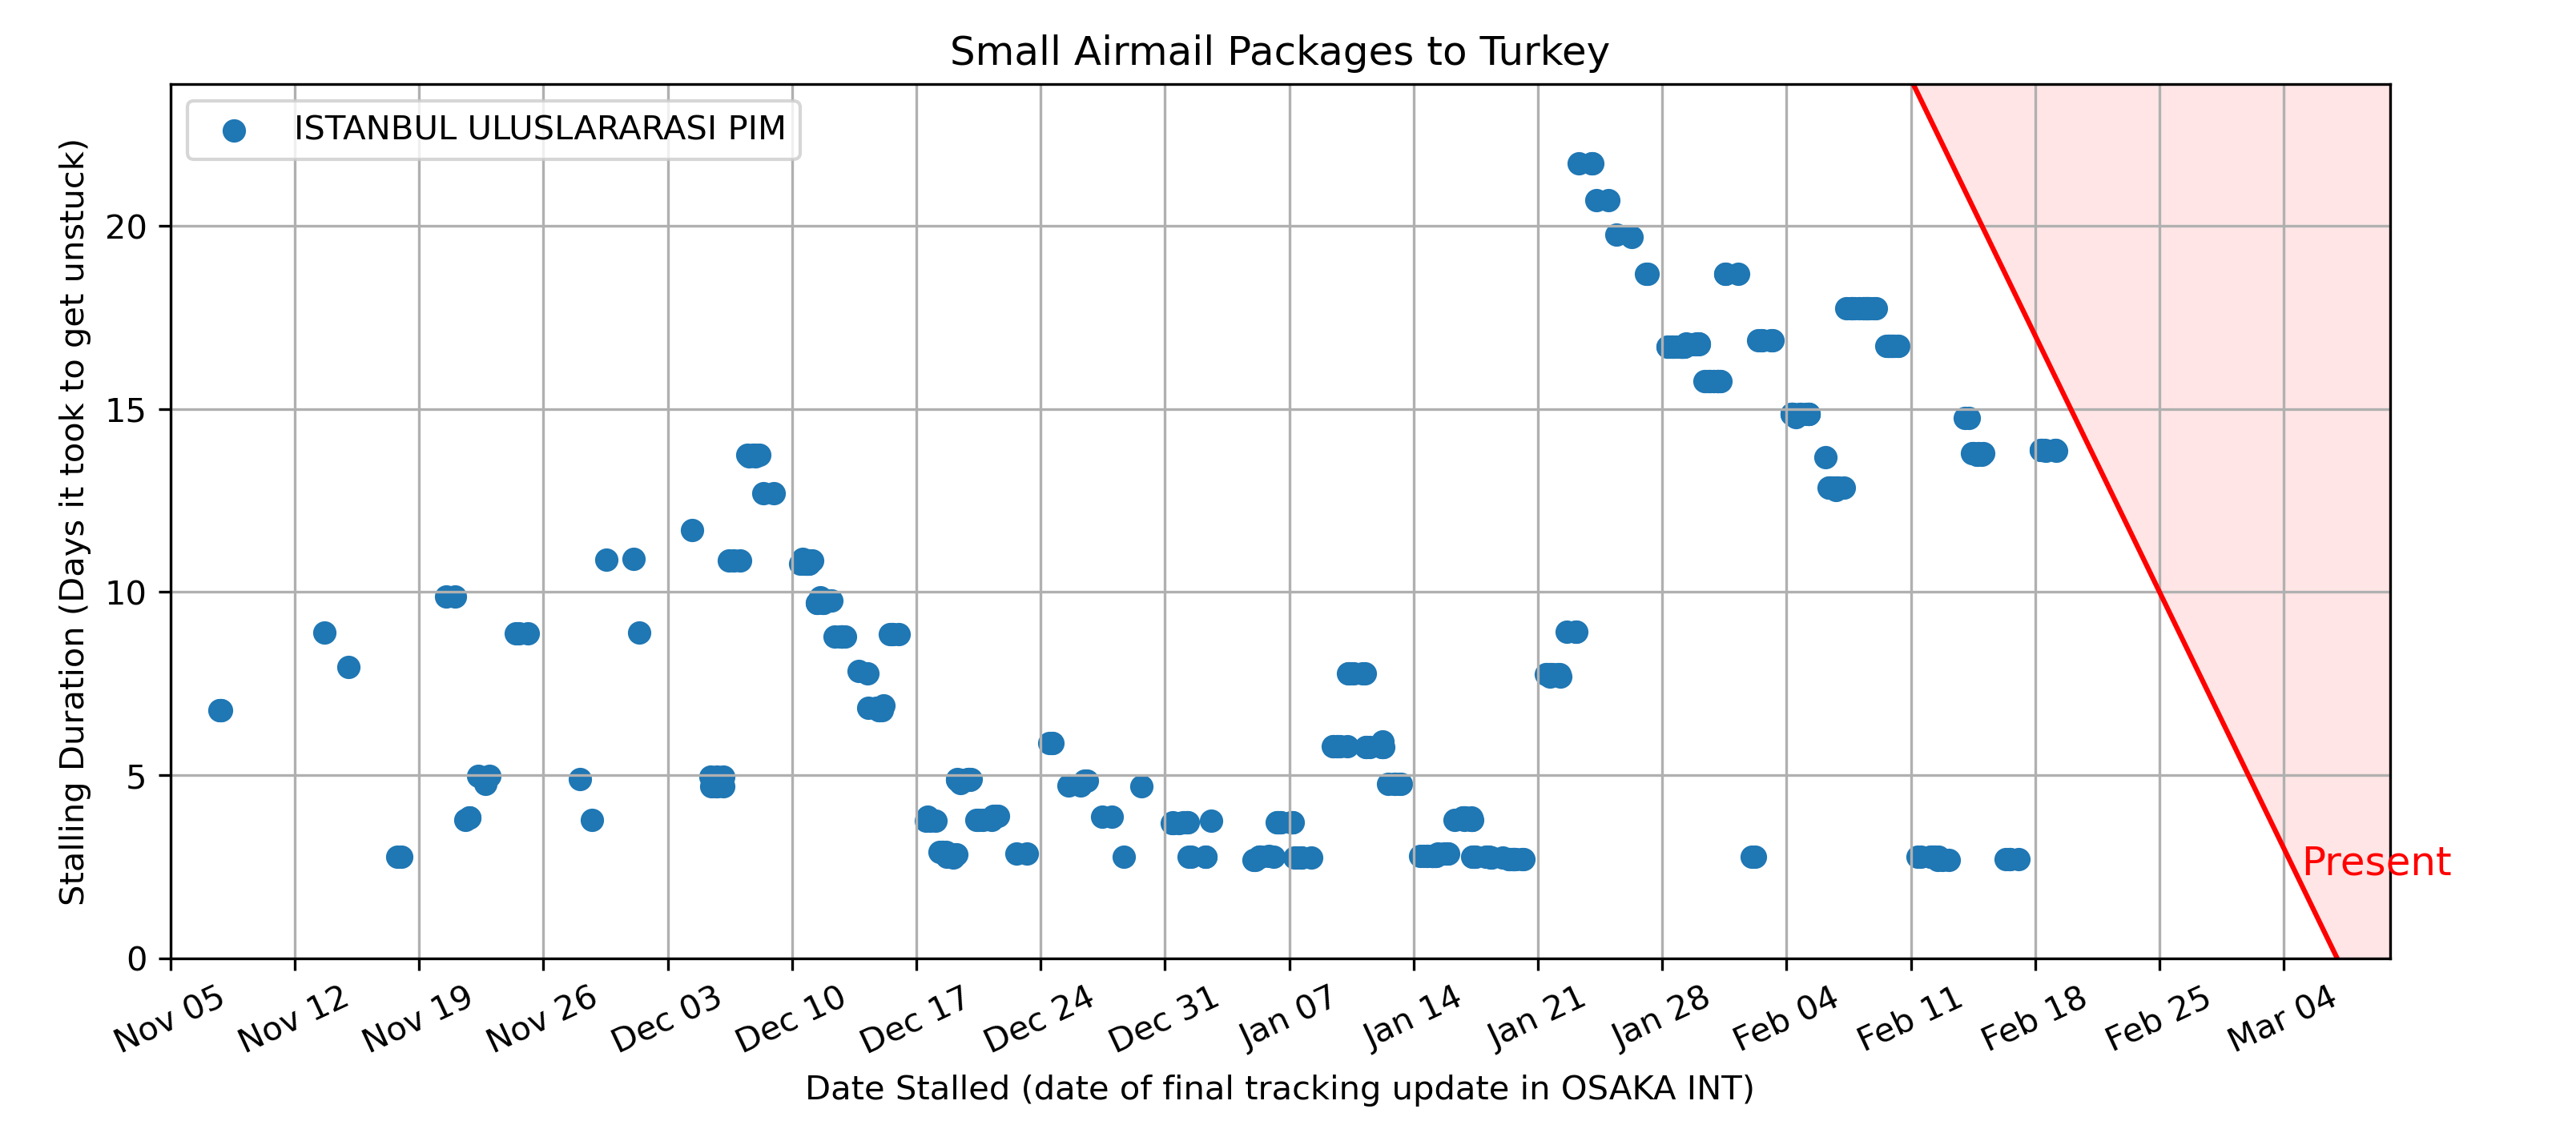 Small Airmail Packages to Turkey
ISTANBUL ULUSLARARASI PIM
Stalling Duration (Days it took to get unstuck)
20
15
10
5
0
Present
Nov 05
Nov 12
Nov 19
Nov 26
Dec 03
Dec 10
Dec 17
Dec 24
Dec 31
Jan 07
Jan 14
Jan 21
Jan 28
Feb 04
Feb 11
Feb 18
Feb 25
Mar 04
Date Stalled (date of final tracking update in OSAKA INT)